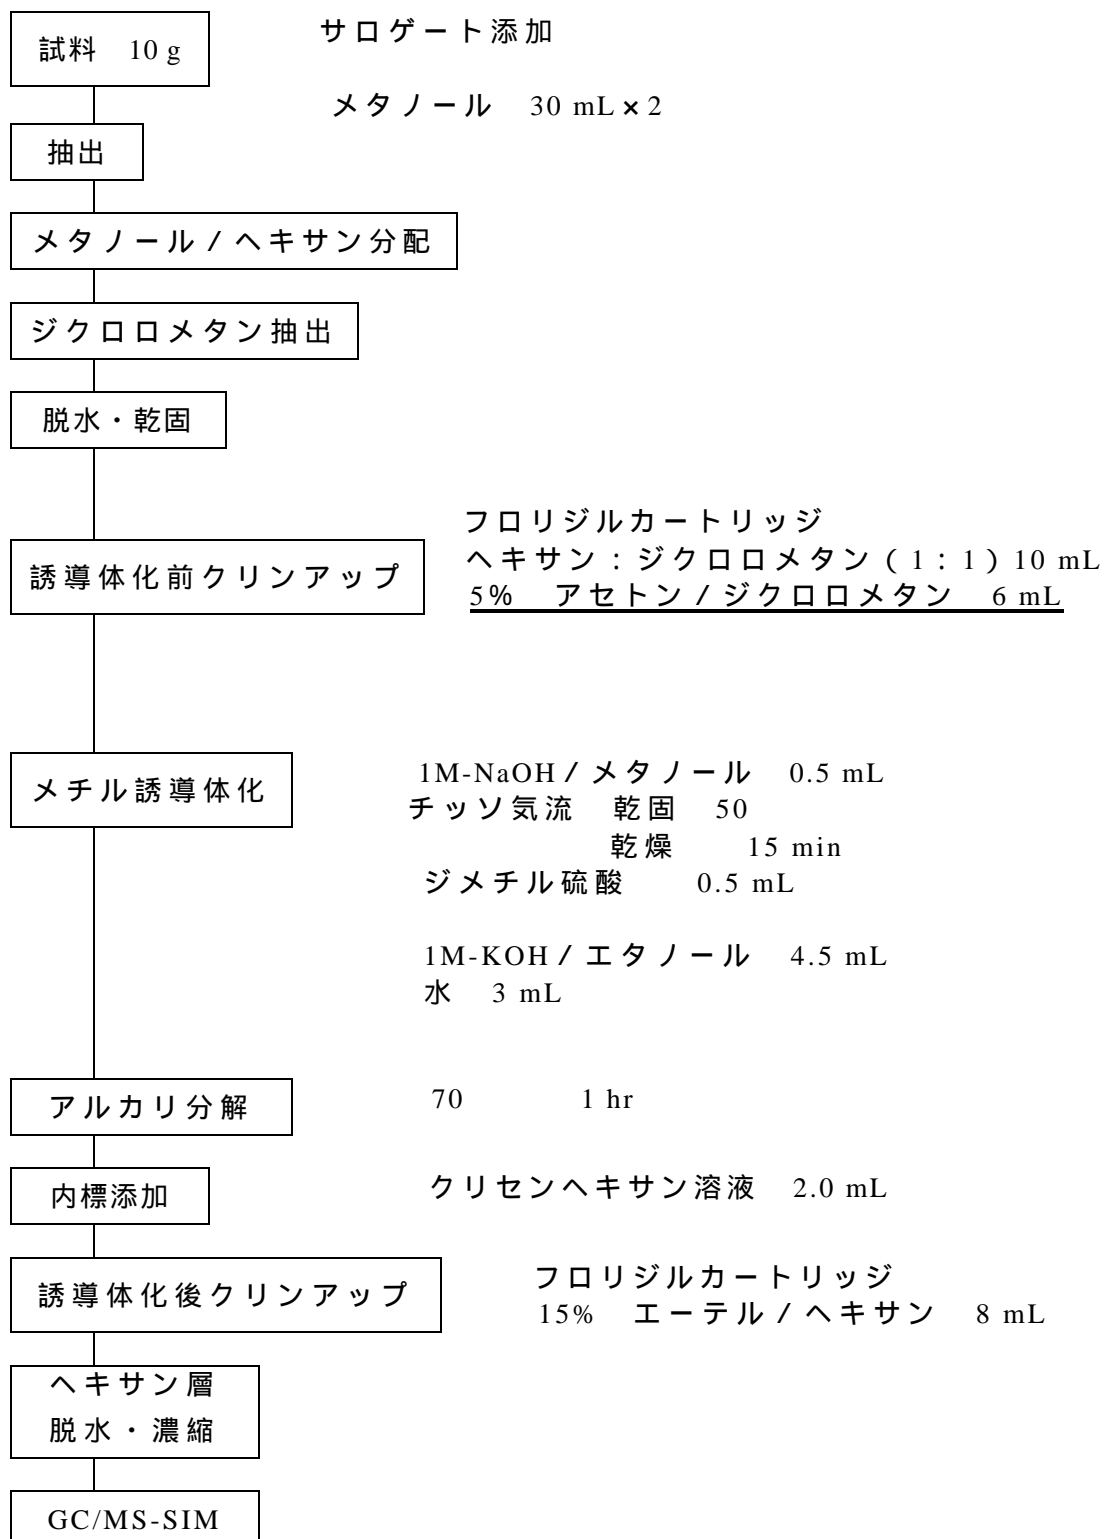 試料　10 g
サロゲート添加
メタノール　30 mL×2
抽出
メタノール/ヘキサン分配
ジクロロメタン抽出
脱水・乾固
誘導体化前クリンアップ
フロリジルカートリッジ
ヘキサン：ジクロロメタン（1：1）10 mL
5%　アセトン/ジクロロメタン　6 mL
メチル誘導体化
1M-NaOH/メタノール　0.5 mL
チッソ気流　乾固　50
乾燥　15 min
ジメチル硫酸　0.5 mL
1M-KOH/エタノール　4.5 mL
水　3 mL
アルカリ分解
70　1 hr
内標添加
クリセンヘキサン溶液　2.0 mL
誘導体化後クリンアップ
フロリジルカートリッジ
15%　エーテル/ヘキサン　8 mL
ヘキサン層
脱水・濃縮
GC/MS-SIM